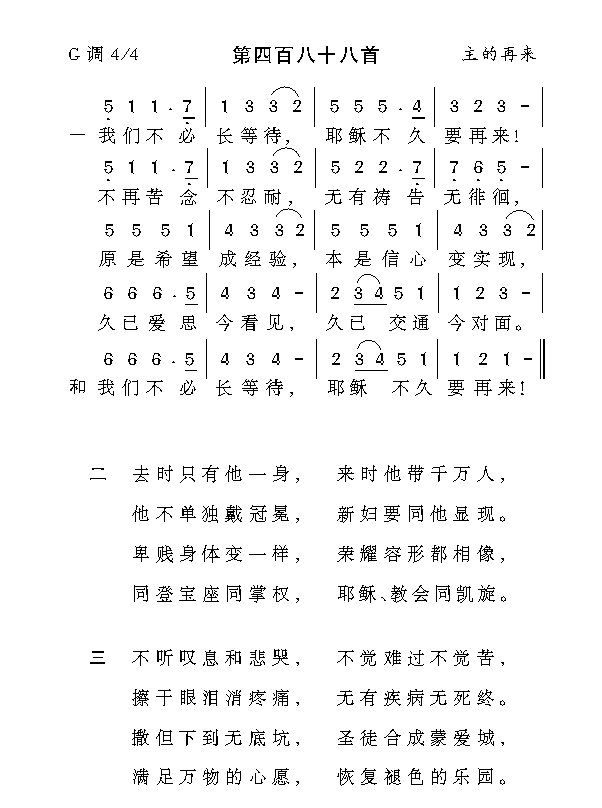 G 调 4/4 第四百八十八首 主的再来
5 1 1 . 7 | 1 3 3 2 | 5 5 5 . 4 | 3 2 3 - |
一 我们不 必 长等待， 耶稣不 久 要再来！
5 1 1 . 7 | 1 3 3 2 | 5 2 2 . 7 | 7 6 5 - |
不再苦 念 不忍耐， 无有祷 告 无徘徊，
5 5 5 1 | 4 3 3 2 | 5 5 5 1 | 4 3 3 2 |
原是希望 成经验， 本是信心 变实现，
6 6 6 . 5 | 4 3 4 - | 2 3 4 5 1 | 1 2 3 - |
久已爱 思 今看见， 久已 交通 今对面。
6 6 6 . 5 | 4 3 4 - | 2 3 4 5 1 | 1 2 1 - ‖
和 我们不 必 长等待， 耶稣 不久 要再来！
二 去时只有他一身， 来时他带千万人，
他不单独戴冠冕， 新妇要同他显现。
卑贱身体变一样， 荣耀容形都相像，
同登宝座同掌权， 耶稣、教会同凯旋。
三 不听叹息和悲哭， 不觉难过不觉苦，
擦干眼泪消疼痛， 无有疾病无死终。
撒但下到无底坑， 圣徒合成蒙爱城，
满足万物的心愿， 恢复褪色的乐园。